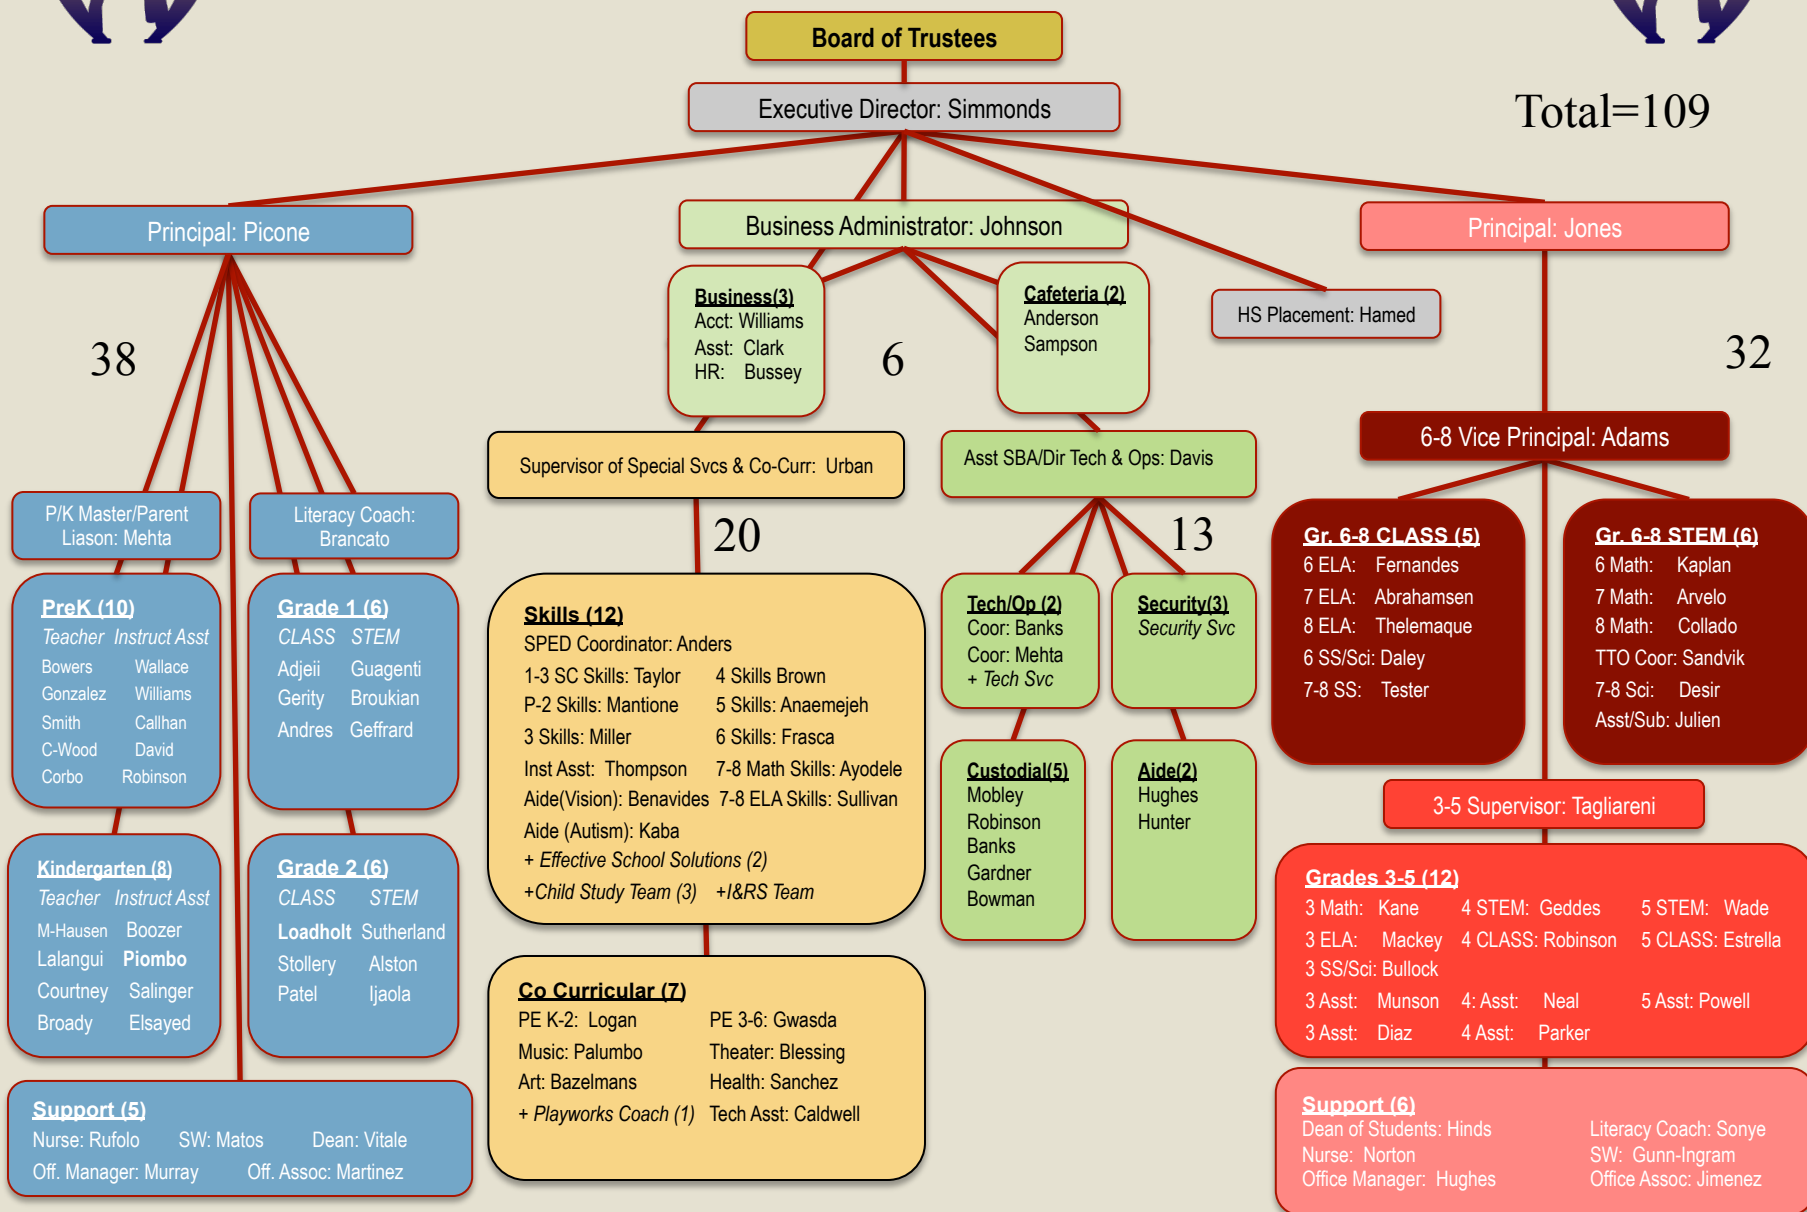 Board of Trustees
Executive Director: Simmonds
Total=109
Principal: Picone
Business Administrator: Johnson
Principal: Jones
Business(3)
Acct: Williams
Asst: Clark
HR: Bussey
Cafeteria (2)
Anderson
Sampson
HS Placement: Hamed
38
6
32
Supervisor of Special Svcs & Co-Curr: Urban
Asst SBA/Dir Tech & Ops: Davis
6-8 Vice Principal: Adams
P/K Master/Parent
Liason: Mehta
Literacy Coach:
Brancato
20
13
PreK (10)
Teacher Instruct Asst
Bowers Wallace
Gonzalez Williams
Smith Callhan
C-Wood David
Corbo Robinson
Grade 1 (6)
CLASS STEM
Adjeii Guagenti
Gerity Broukian
Andres Geffrard
Kindergarten (8)
Teacher Instruct Asst
M-Hausen Boozer
Lalangui Piombo
Courtney Salinger
Broady Elsayed
Grade 2 (6)
CLASS STEM
Loadholt Sutherland
Stollery Alston
Patel Ijaola
Support (5)
Nurse: Rufolo SW: Matos Dean: Vitale
Off. Manager: Murray Off. Assoc: Martinez
Skills (12)
SPED Coordinator: Anders
1-3 SC Skills: Taylor 4 Skills Brown
P-2 Skills: Mantione 5 Skills: Anaemejeh
3 Skills: Miller 6 Skills: Frasca
Inst Asst: Thompson 7-8 Math Skills: Ayodele
Aide(Vision): Benavides 7-8 ELA Skills: Sullivan
Aide (Autism): Kaba
+ Effective School Solutions (2)
+Child Study Team (3) +I&RS Team
Co Curricular (7)
PE K-2: Logan PE 3-6: Gwasda
Music: Palumbo Theater: Blessing
Art: Bazelmans Health: Sanchez
+ Playworks Coach (1) Tech Asst: Caldwell
Tech/Op (2)
Coor: Banks
Coor: Mehta
+ Tech Svc
Security(3)
Security Svc
Custodial(5)
Mobley
Robinson
Banks
Gardner
Bowman
Aide(2)
Hughes
Hunter
Gr. 6-8 CLASS (5)
6 ELA: Fernandes
7 ELA: Abrahamsen
8 ELA: Thelemaque
6 SS/Sci: Daley
7-8 SS: Tester
Gr. 6-8 STEM (6)
6 Math: Kaplan
7 Math: Arvelo
8 Math: Collado
TTO Coor: Sandvik
7-8 Sci: Desir
Asst/Sub: Julien
3-5 Supervisor: Tagliareni
Grades 3-5 (12)
3 Math: Kane 4 STEM: Geddes 5 STEM: Wade
3 ELA: Mackey 4 CLASS: Robinson 5 CLASS: Estrella
3 SS/Sci: Bullock
3 Asst: Munson 4: Asst: Neal 5 Asst: Powell
3 Asst: Diaz 4 Asst: Parker
Support (6)
Dean of Students: Hinds Literacy Coach: Sonye
Nurse: Norton SW: Gunn-Ingram
Office Manager: Hughes Office Assoc: Jimenez